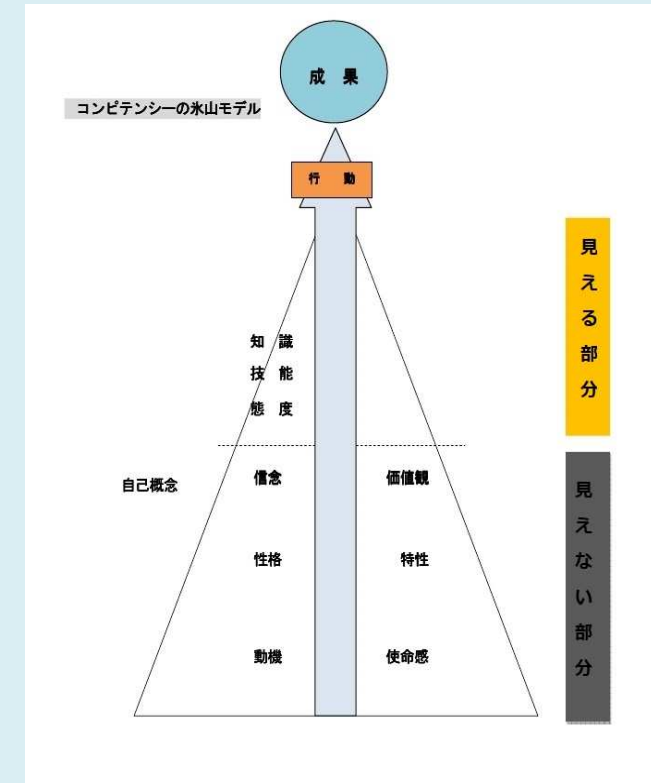 成　果
コンピテンシーの氷山モデル
行　動
知　識
技　能
態　度
見える部分
自己概念
信念
価値観
性格
特性
動機
使命感
見えない部分